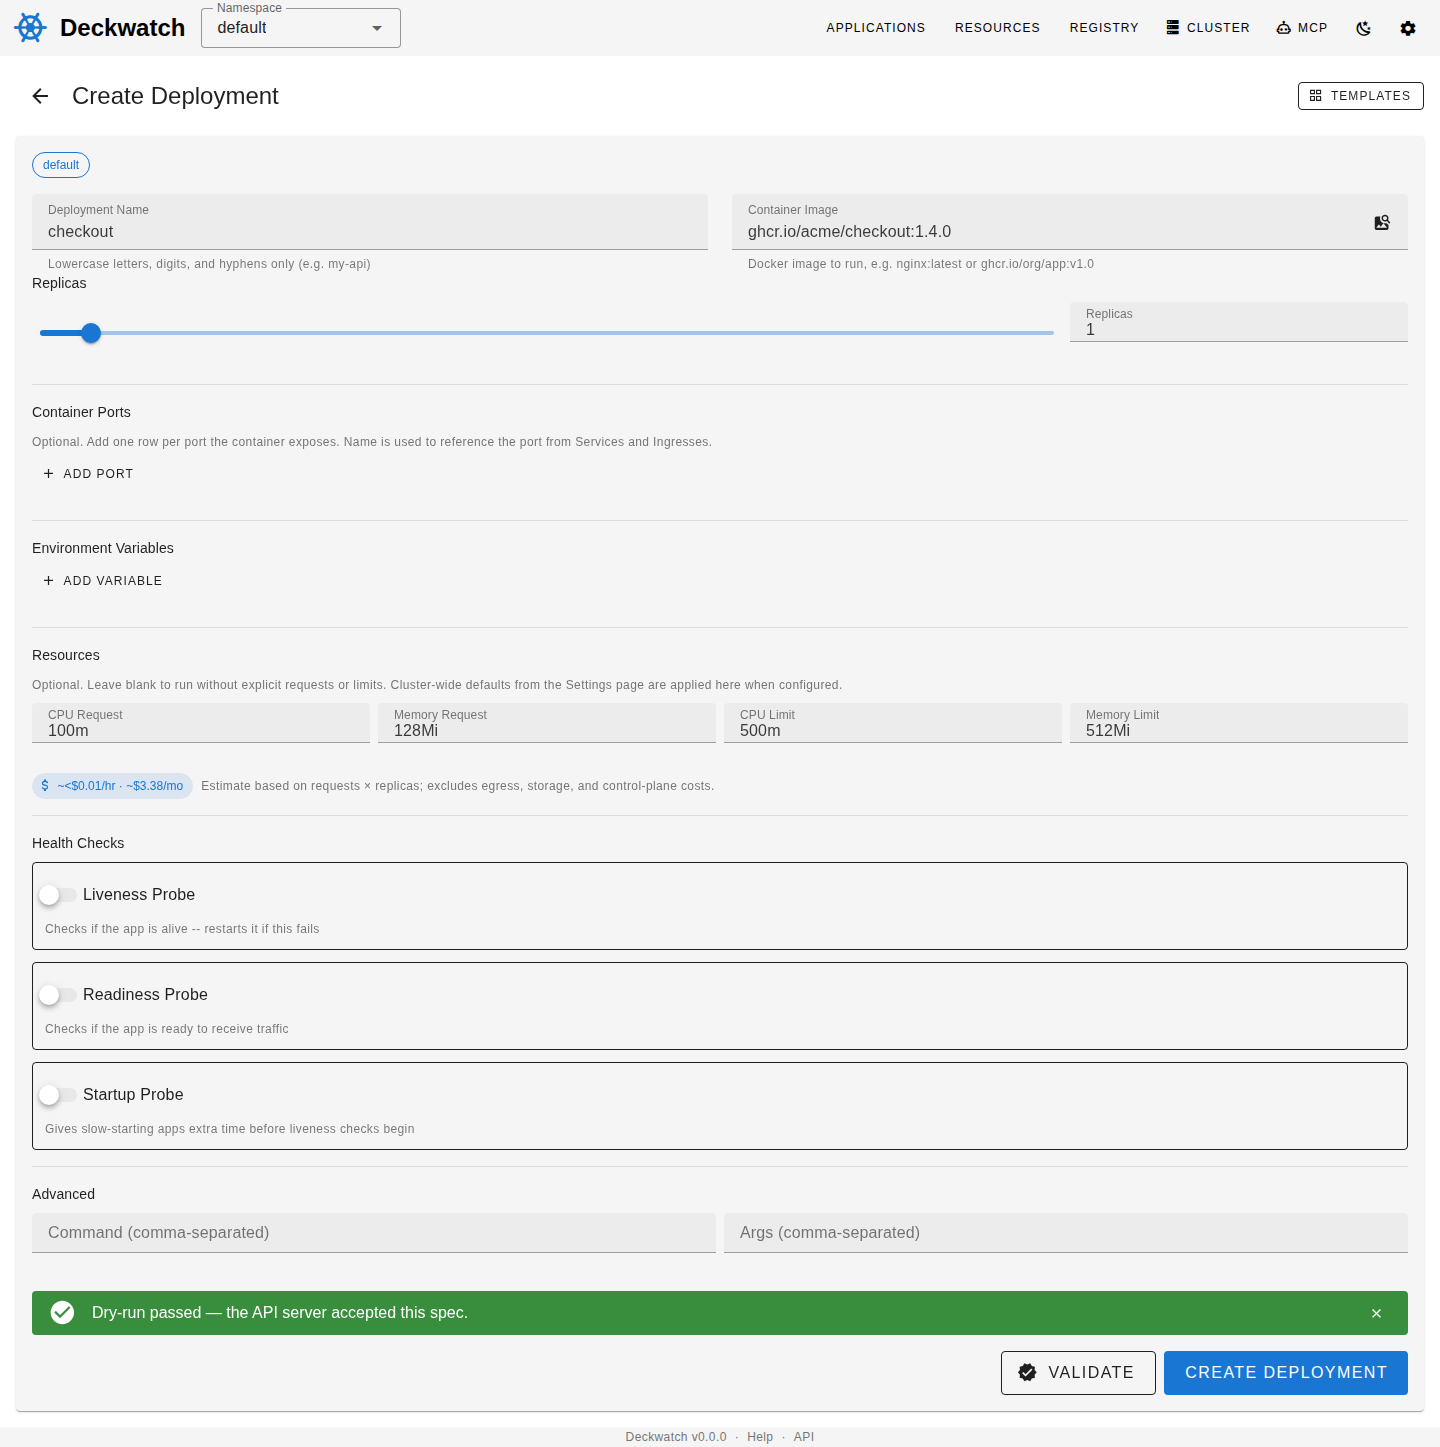 Deckwatch
Namespace
default
APPLICATIONS
RESOURCES
REGISTRY
CLUSTER
MCP
Create Deployment
TEMPLATES
default
Deployment Name
checkout
Lowercase letters, digits, and hyphens only (e.g. my-api)
Container Image
ghcr.io/acme/checkout:1.4.0
Docker image to run, e.g. nginx:latest or ghcr.io/org/app:v1.0
Replicas
Replicas
1
Container Ports
Optional. Add one row per port the container exposes. Name is used to reference the port from Services and Ingresses.
ADD PORT
Environment Variables
ADD VARIABLE
Resources
Optional. Leave blank to run without explicit requests or limits. Cluster-wide defaults from the Settings page are applied here when configured.
CPU Request
100m
Memory Request
128Mi
CPU Limit
500m
Memory Limit
512Mi
~<$0.01/hr · ~$3.38/mo
Estimate based on requests × replicas; excludes egress, storage, and control-plane costs.
Health Checks
Liveness Probe
Checks if the app is alive -- restarts it if this fails
Readiness Probe
Checks if the app is ready to receive traffic
Startup Probe
Gives slow-starting apps extra time before liveness checks begin
Advanced
Command (comma-separated)
Args (comma-separated)
Dry-run passed — the API server accepted this spec.
VALIDATE
CREATE DEPLOYMENT
Deckwatch v0.0.0 · Help · API